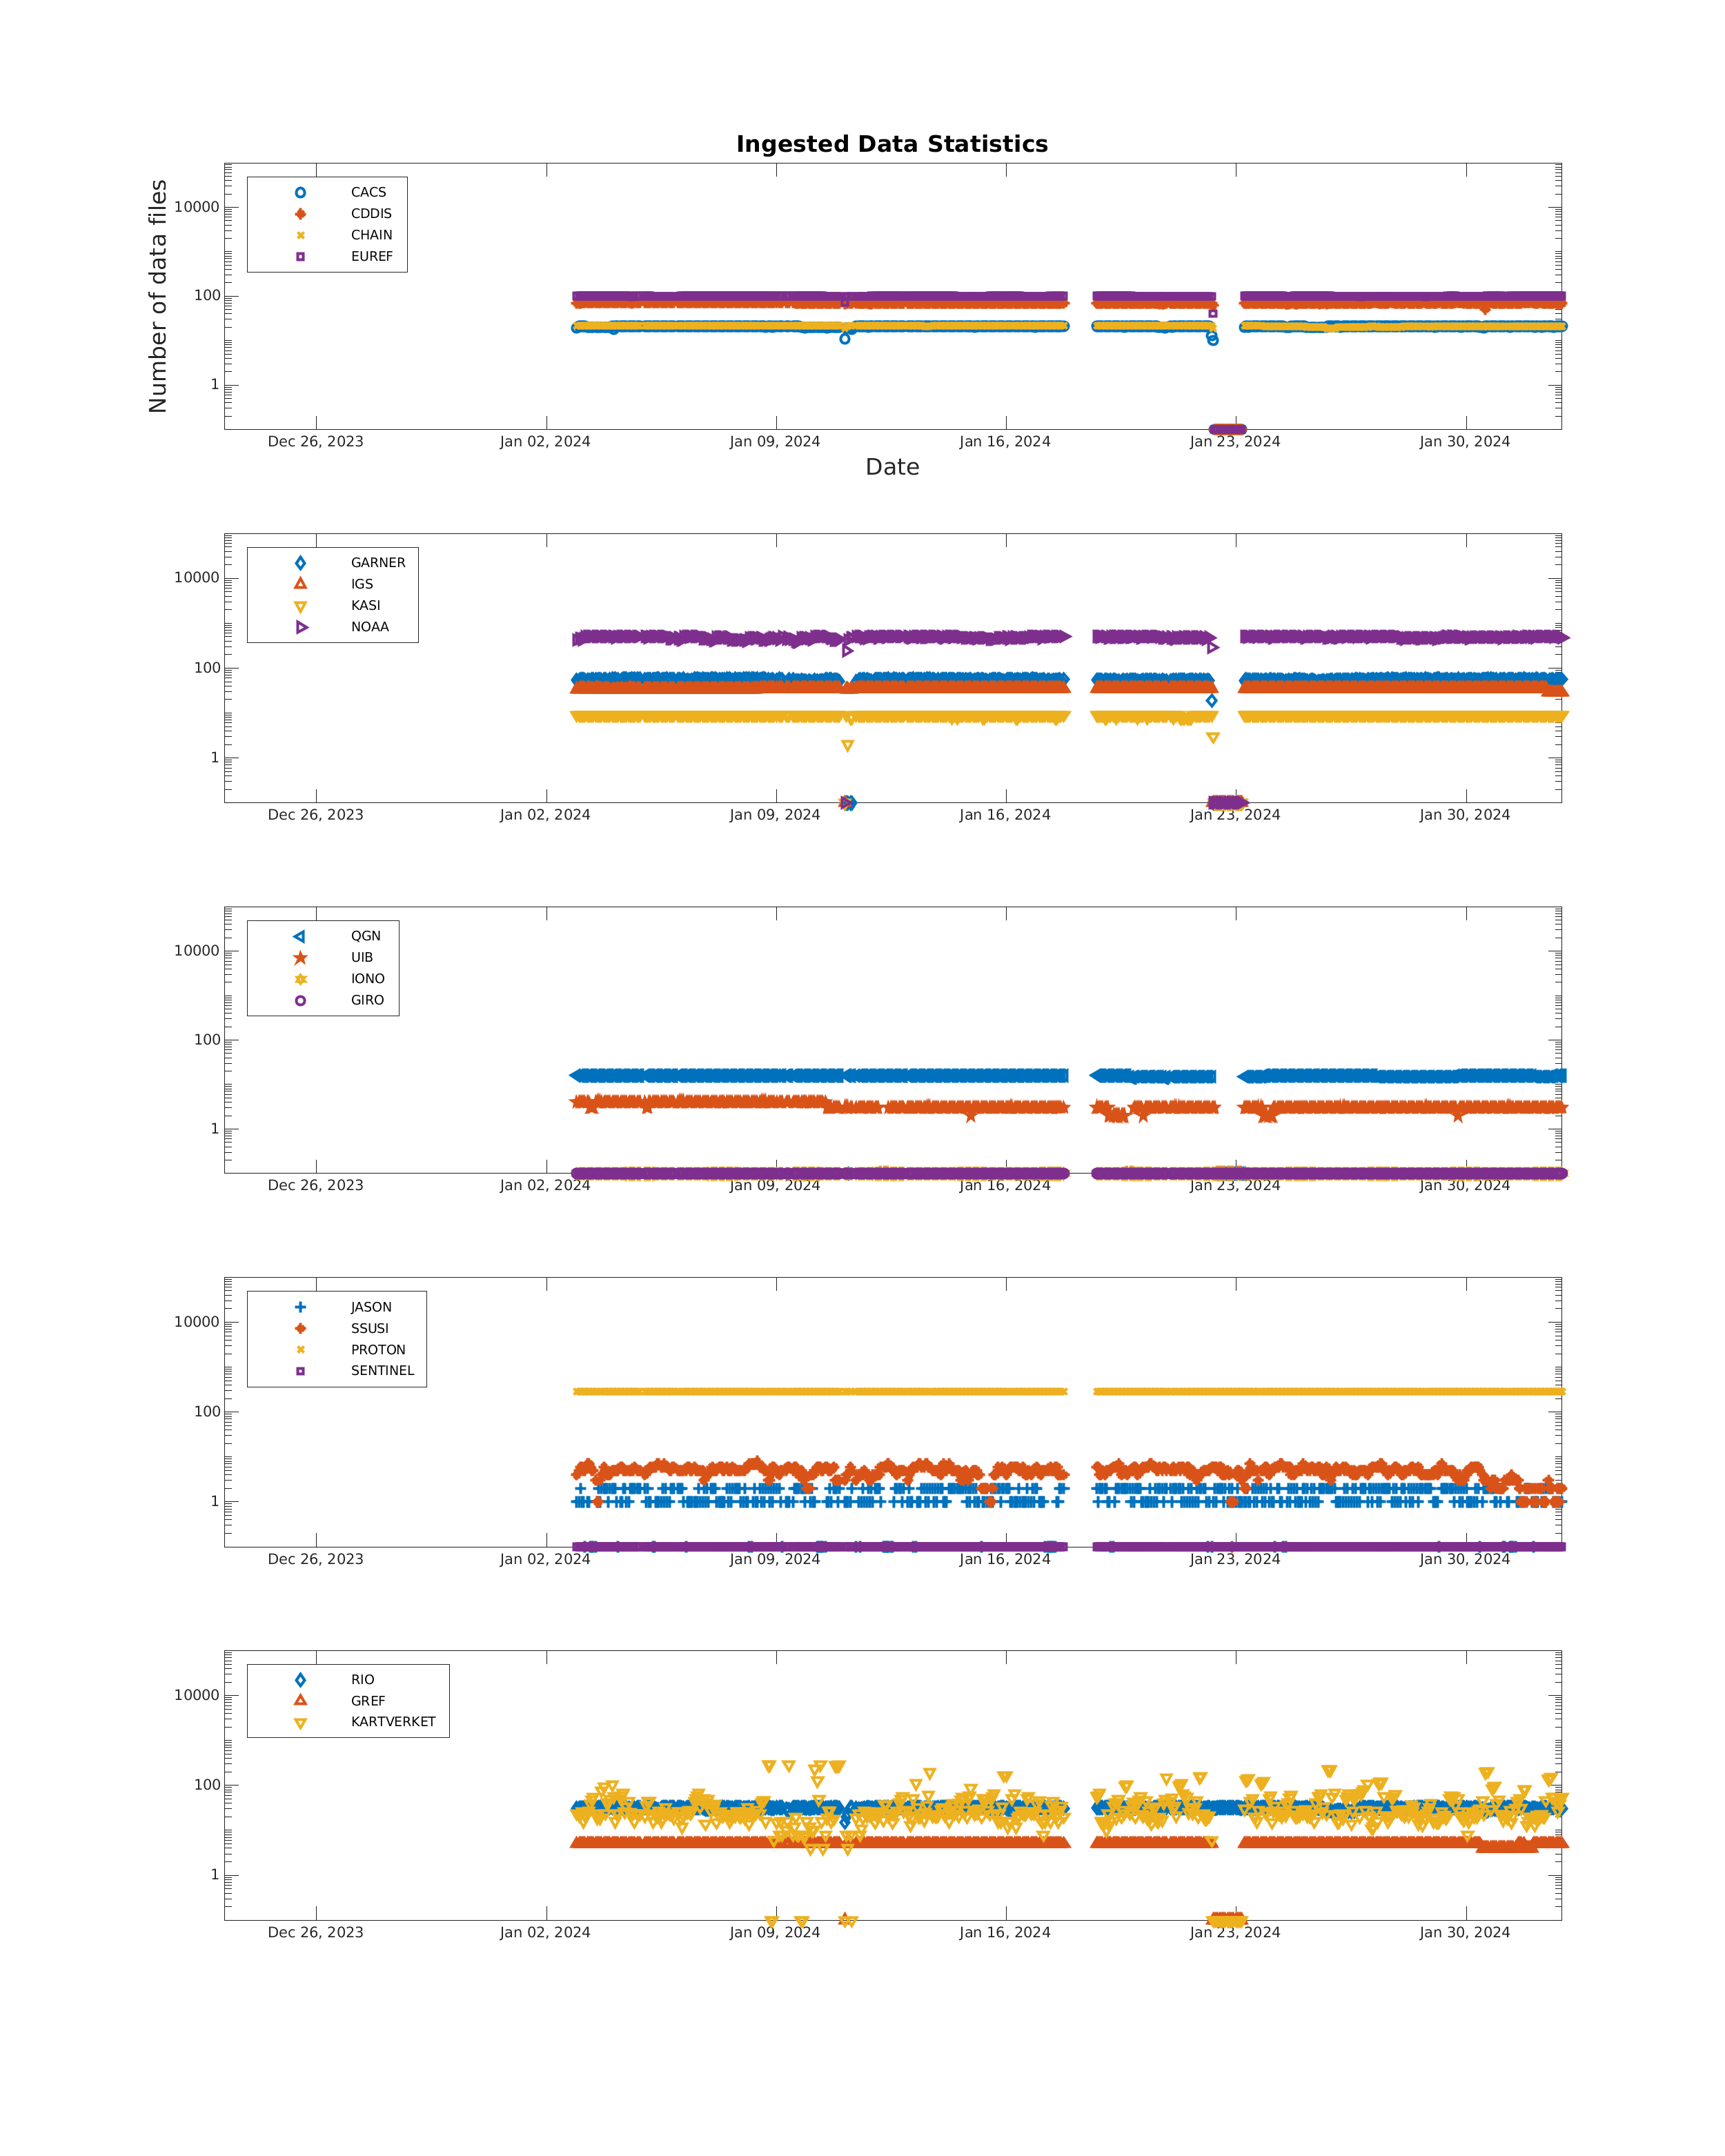 Ingested Data Statistics
Number of data files
10000
100
1
CACS
CDDIS
CHAIN
EUREF
Dec 26, 2023 Jan 02, 2024 Jan 09, 2024 Jan 16, 2024 Jan 23, 2024 Jan 30, 2024
Date
10000
100
1
GARNER
IGS
KASI
NOAA
Dec 26, 2023 Jan 02, 2024 Jan 09, 2024 Jan 16, 2024 Jan 23, 2024 Jan 30, 2024
10000
100
1
QGN
UIB
IONO
GIRO
Dec 26, 2023 Jan 02, 2024 Jan 09, 2024 Jan 16, 2024 Jan 23, 2024 Jan 30, 2024
10000
100
1
JASON
SSUSI
PROTON
SENTINEL
Dec 26, 2023 Jan 02, 2024 Jan 09, 2024 Jan 16, 2024 Jan 23, 2024 Jan 30, 2024
10000
100
1
RIO
GREF
KARTVERKET
Dec 26, 2023 Jan 02, 2024 Jan 09, 2024 Jan 16, 2024 Jan 23, 2024 Jan 30, 2024